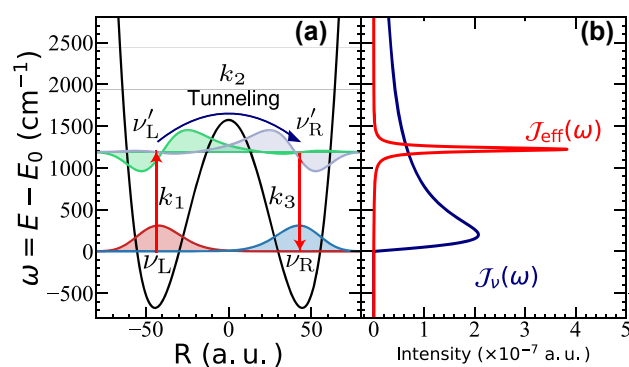 (a)
(b)
ω = E − E₀ (cm⁻¹)
2500
2000
1500
1000
500
0
−500
k₂
Tunneling
ν′L
ν′R
k₁
k₃
νL
νR
−50
0
50
R (a. u.)
𝒥eff(ω)
𝒥ν(ω)
0
1
2
3
4
5
Intensity (×10⁻⁷ a. u.)